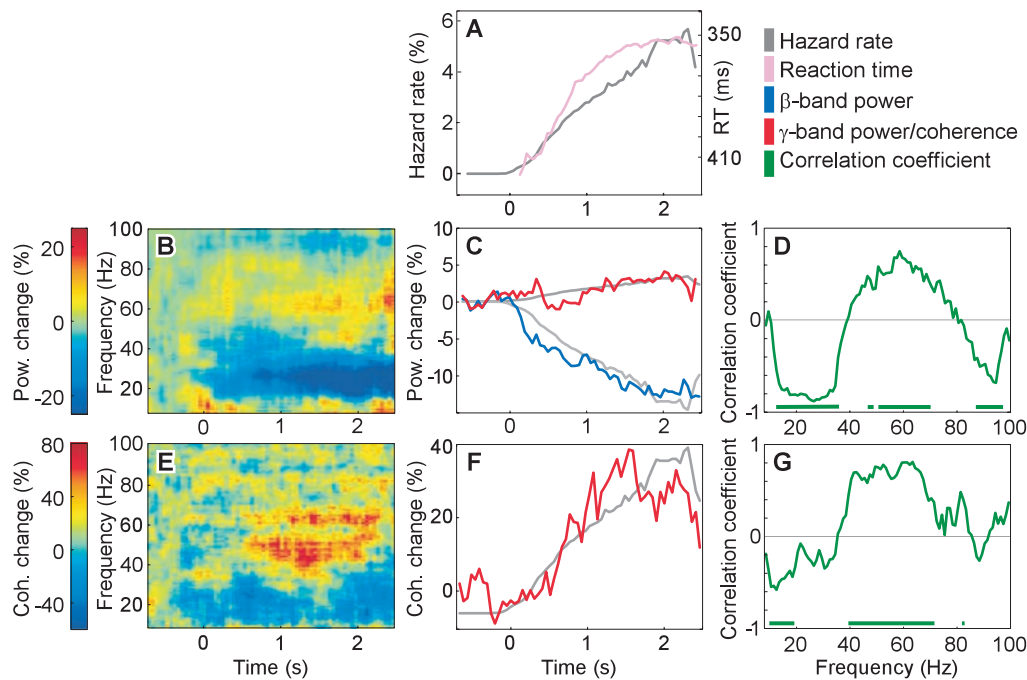 A
Hazard rate (%)
6
4
2
0
0 1 2
350
410
RT (ms)
Hazard rate
Reaction time
β-band power
γ-band power/coherence
Correlation coefficient
B
Pow. change (%)
20
0
-20
Frequency (Hz)
100
80
60
40
20
C
10
5
0
-5
-10
D
Correlation coefficient
1
0
-1
20 40 60 80 100
E
Coh. change (%)
80
40
0
-40
Frequency (Hz)
100
80
60
40
20
0 1 2
Time (s)
F
40
20
0
0 1 2
Time (s)
G
Correlation coefficient
1
0
-1
20 40 60 80 100
Frequency (Hz)
Pow. change (%)
Coh. change (%)